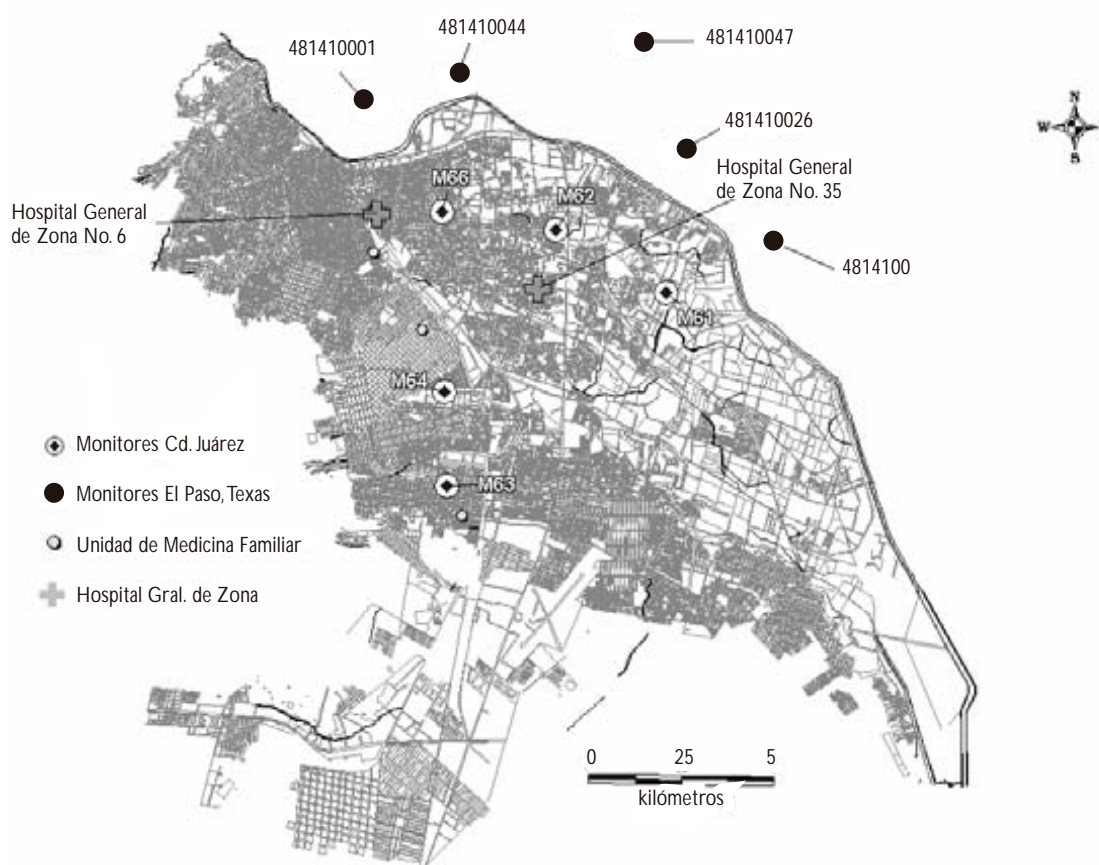 481410044
481410047
481410001
481410026
N
W
E
S
Hospital General
de Zona No. 35
M66
M62
Hospital General
de Zona No. 6
4814100
M61
M64
Monitores Cd. Juárez
Monitores El Paso, Texas
M63
Unidad de Medicina Familiar
Hospital Gral. de Zona
0 25 5
kilómetros